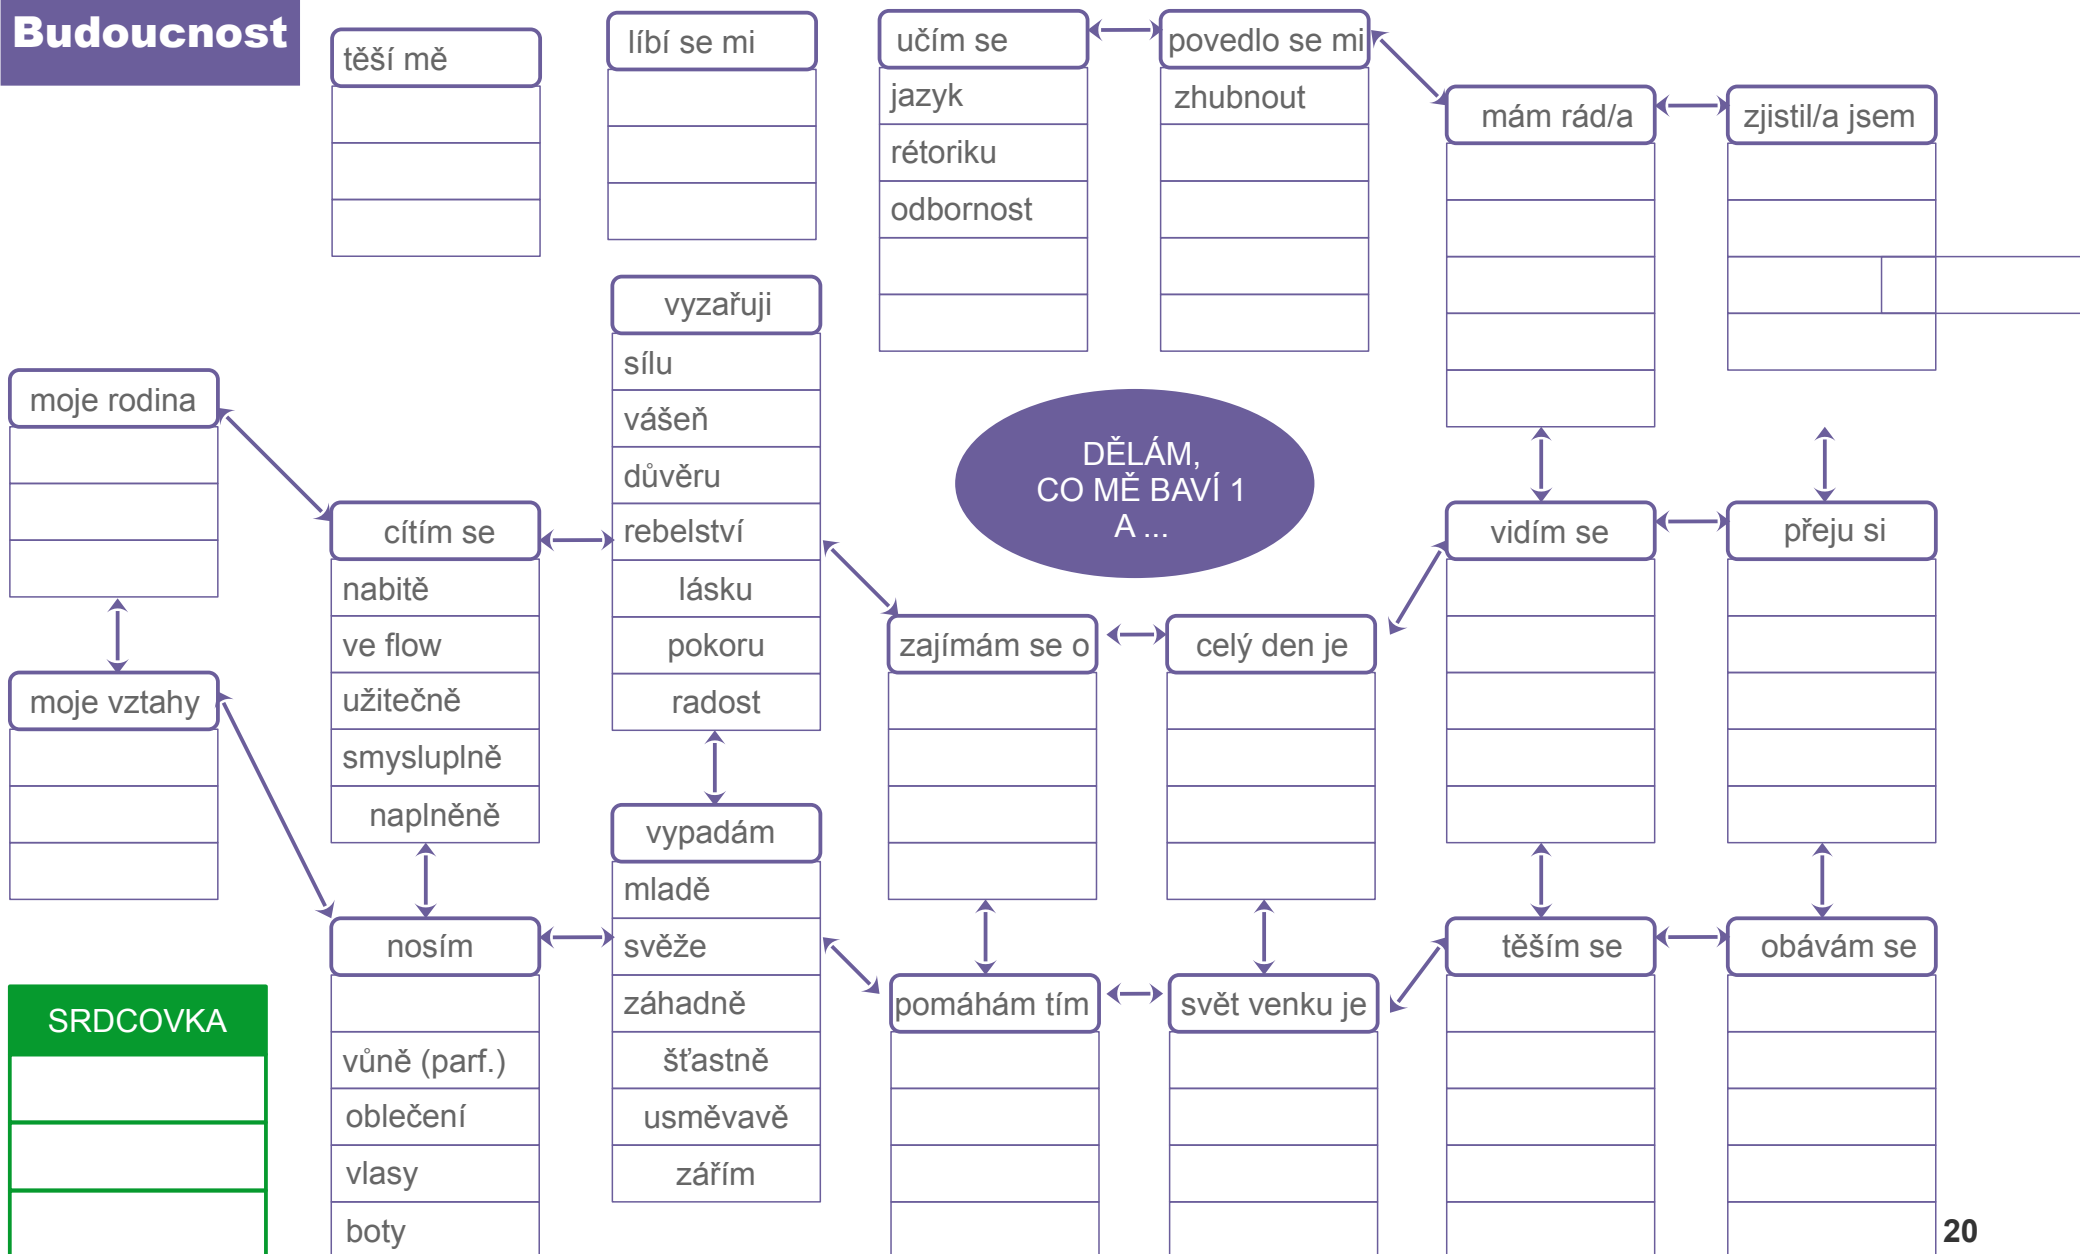 Budoucnost
těší mě
líbí se mi
učím se
jazyk
rétoriku
odbornost
povedlo se mi
zhubnout
mám rád/a
zjistil/a jsem
moje rodina
moje vztahy
cítím se
nabitě
ve flow
užitečně
smysluplně
naplněně
vyzařuji
sílu
vášeň
důvěru
rebelství
lásku
pokoru
radost
DĚLÁM,
CO MĚ BAVÍ 1
A ...
zajímám se o
celý den je
vidím se
přeju si
nosím
vůně (parf.)
oblečení
vlasy
boty
vypadám
mladě
svěže
záhadně
šťastně
usměvavě
zářím
pomáhám tím
svět venku je
těším se
obávám se
SRDCOVKA
20